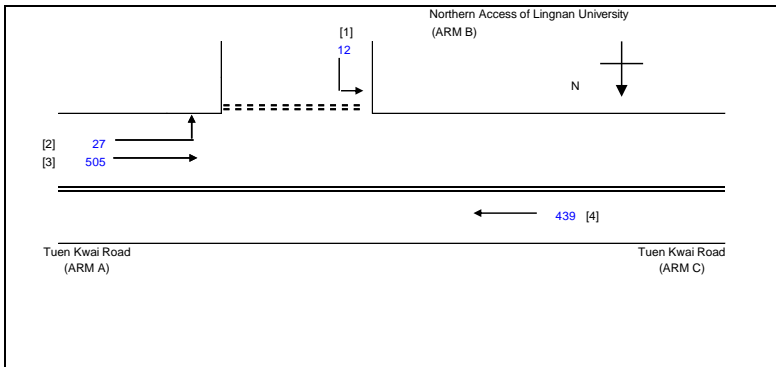 Northern Access of Lingnan University
(ARM B)
[1]
12
N
[2] 27
[3] 505
439 [4]
Tuen Kwai Road
(ARM A)
Tuen Kwai Road
(ARM C)